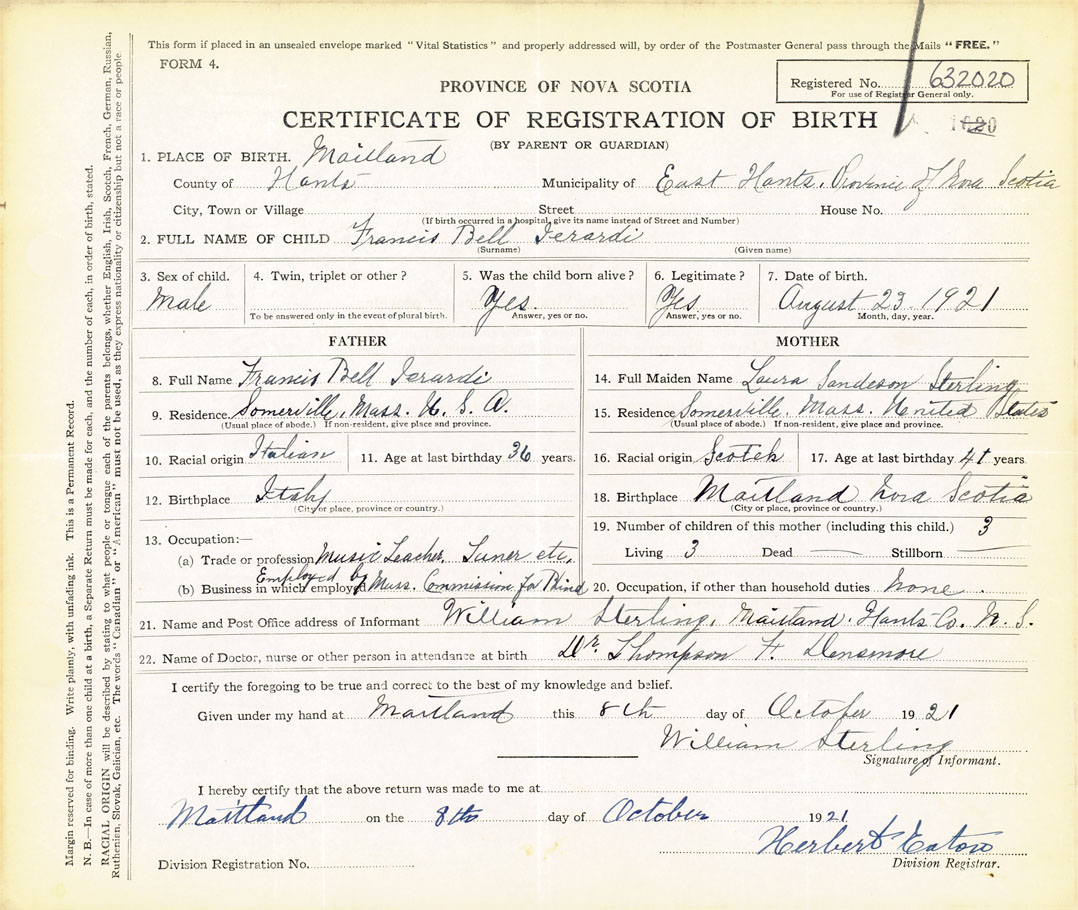 This form if placed in an unsealed envelope marked "Vital Statistics" and properly addressed will, by order of the Postmaster General pass through the Mails "FREE."
FORM 4.
Registered No. 632020
For use of Registrar General only.
PROVINCE OF NOVA SCOTIA
CERTIFICATE OF REGISTRATION OF BIRTH
(BY PARENT OR GUARDIAN)
1. PLACE OF BIRTH. Maitland
County of Hants Municipality of East Hants. Province of Nova Scotia
City, Town or Village Street House No.
(If birth occurred in a hospital, give its name instead of Street and Number)
2. FULL NAME OF CHILD Francis Bell Ierardi
(Surname) (Given name)
3. Sex of child. 4. Twin, triplet or other? 5. Was the child born alive? 6. Legitimate? 7. Date of birth.
Male Yes. Yes. August 23. 1921
To be answered only in the event of plural birth. Answer, yes or no. Answer, yes or no. Month, day, year.
FATHER MOTHER
8. Full Name Francis Bell Ierardi 14. Full Maiden Name Laura Sandeson Sterling
9. Residence Somerville, Mass. U. S. A. 15. Residence Somerville. Mass. United States
(Usual place of abode.) If non-resident, give place and province. (Usual place of abode.) If non-resident, give place and province.
10. Racial origin Italian 11. Age at last birthday 36 years. 16. Racial origin Scotch 17. Age at last birthday 41 years
12. Birthplace Italy 18. Birthplace Maitland Nova Scotia
(City or place, province or country.) (City or place, province or country.)
13. Occupation:— 19. Number of children of this mother (including this child.) 3
(a) Trade or profession Music Teacher. Tuner etc. Living 3 Dead — Stillborn —
(b) Business in which employed Employed by Mass. Commission for Blind 20. Occupation, if other than household duties None.
21. Name and Post Office address of Informant William Sterling, Maitland. Hants Co. N. S.
22. Name of Doctor, nurse or other person in attendance at birth Dr. Thompson F. Densmore
I certify the foregoing to be true and correct to the best of my knowledge and belief.
Given under my hand at Maitland this 8th day of October 1921
William Sterling
Signature of Informant.
I hereby certify that the above return was made to me at
Maitland on the 8th day of October 1921
Herbert Eaton
Division Registrar.
Division Registration No.
Margin reserved for binding. Write plainly, with unfading ink. This is a Permanent Record.
N. B.—In case of more than one child at a birth, a Separate Return must be made for each, and the number of each, in order of birth, stated.
RACIAL ORIGIN will be described by stating to what people or tongue each of the parents belongs, whether English, Irish, Scotch, French, German, Russian,
Ruthenian, Slovak, Galician, etc. The words "Canadian" or "American" must not be used, as they express nationality or citizenship but not a race or people